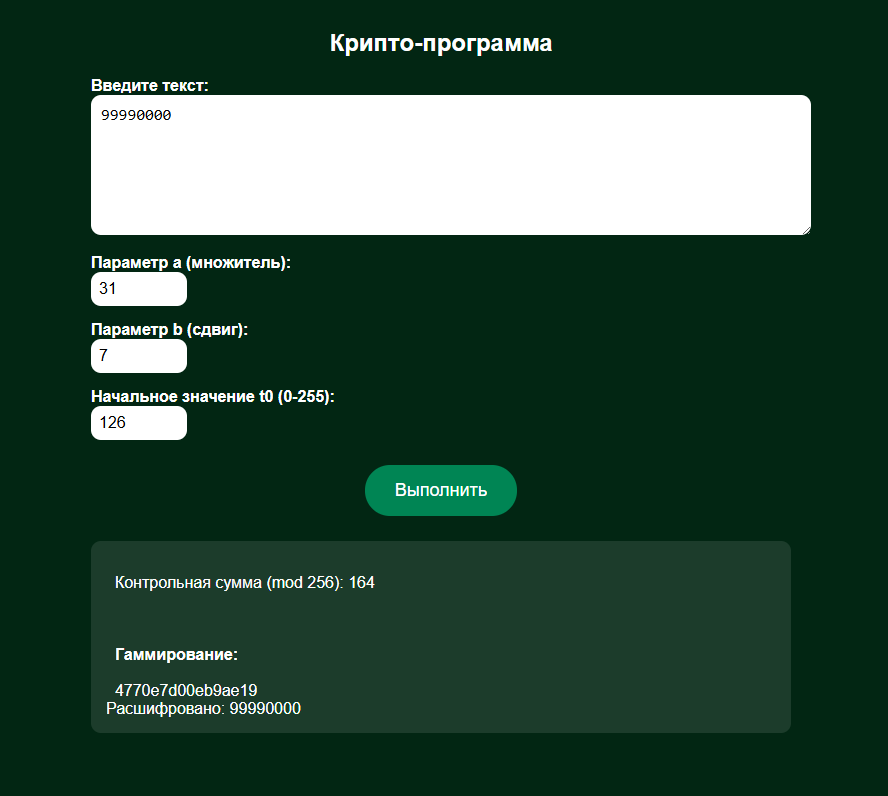 Крипто-программа
Введите текст:
99990000
Параметр a (множитель):
31
Параметр b (сдвиг):
7
Начальное значение t0 (0-255):
126
Выполнить
Контрольная сумма (mod 256): 164
Гаммирование:
4770e7d00eb9ae19
Расшифровано: 99990000